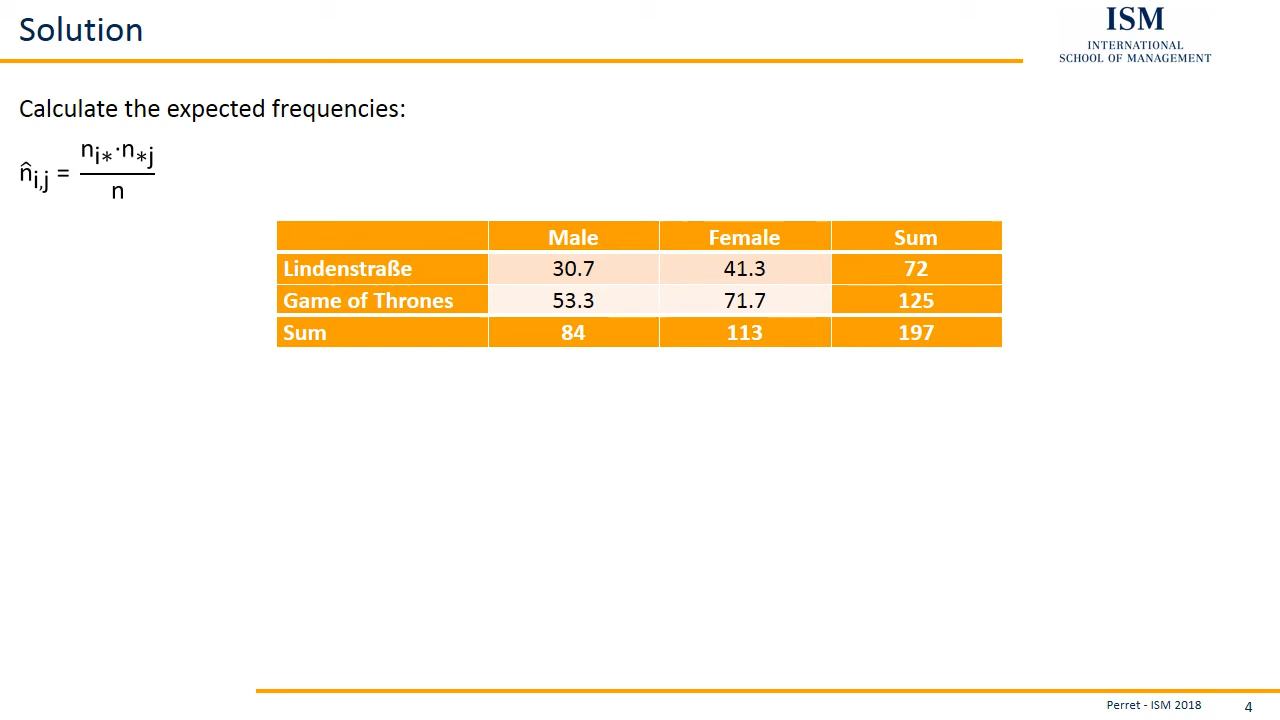 Solution
ISM
INTERNATIONAL
SCHOOL OF MANAGEMENT
Calculate the expected frequencies:
n̂i,j = ni*·n*j / n
Male Female Sum
Lindenstraße 30.7 41.3 72
Game of Thrones 53.3 71.7 125
Sum 84 113 197
Perret - ISM 2018 4